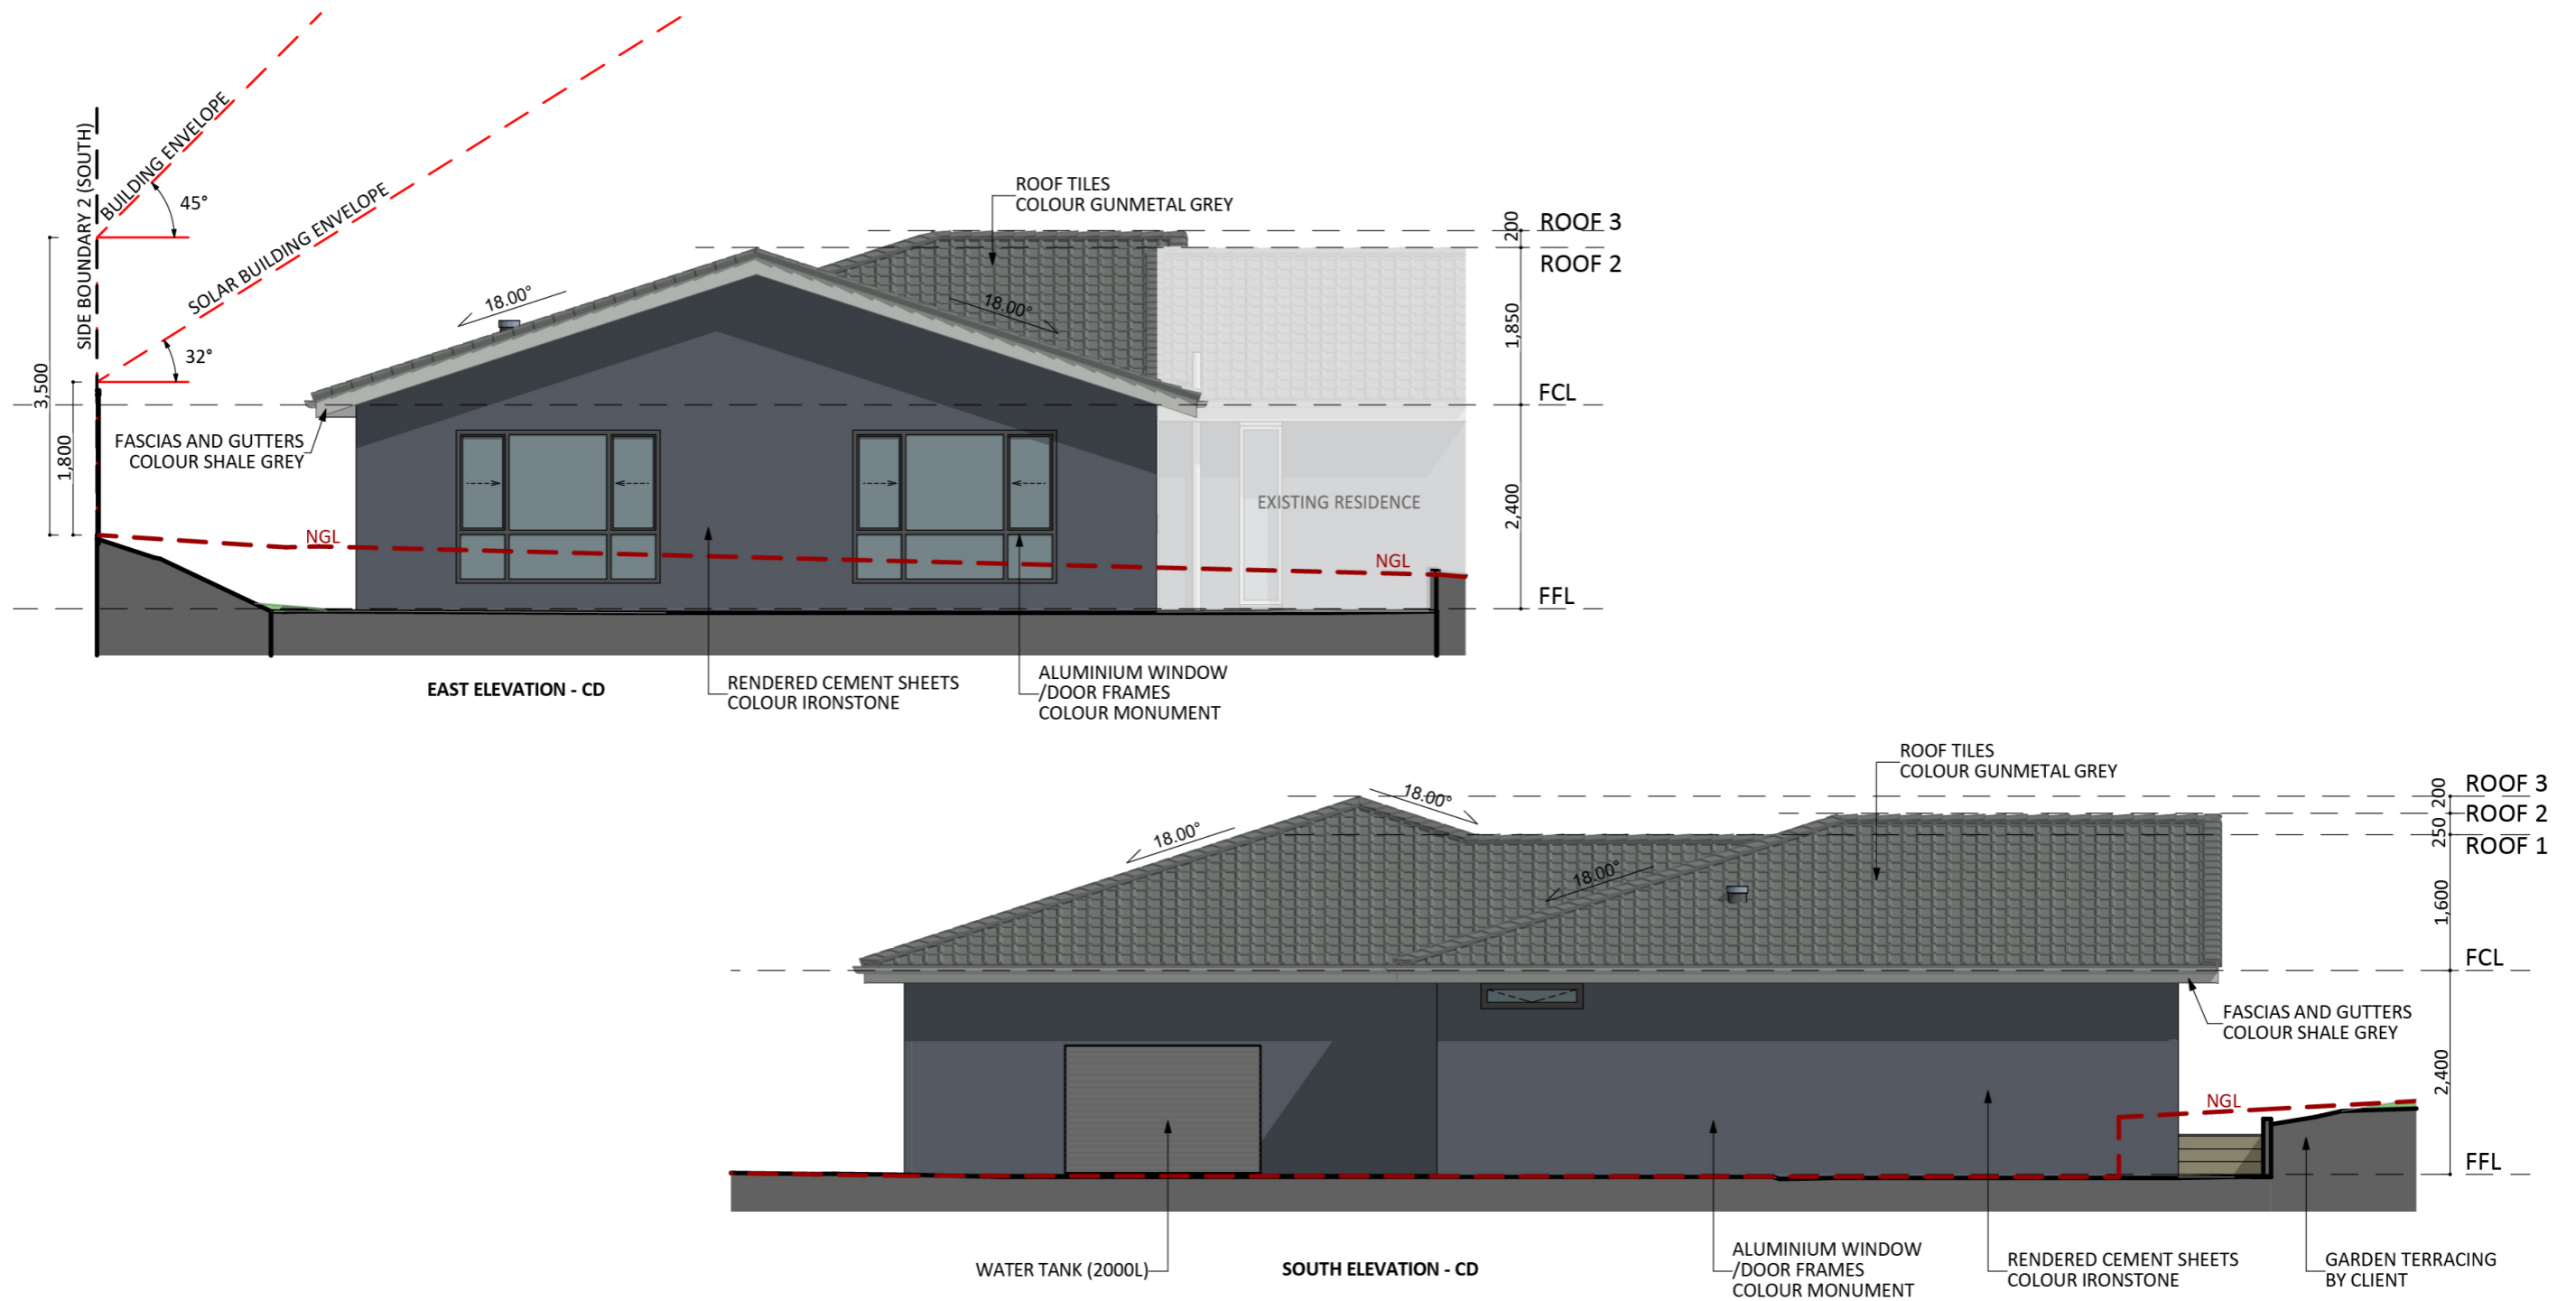 BUILDING ENVELOPE
SIDE BOUNDARY 2 (SOUTH)
45°
SOLAR BUILDING ENVELOPE
32°
3,500
1,800
ROOF TILES
COLOUR GUNMETAL GREY
18.00°
18.00°
200
ROOF 3
ROOF 2
1,850
FCL
2,400
FFL
FASCIAS AND GUTTERS
COLOUR SHALE GREY
EXISTING RESIDENCE
NGL
NGL
EAST ELEVATION - CD
RENDERED CEMENT SHEETS
COLOUR IRONSTONE
ALUMINIUM WINDOW
/DOOR FRAMES
COLOUR MONUMENT
ROOF TILES
COLOUR GUNMETAL GREY
18.00°
18.00°
18.00°
200
ROOF 3
ROOF 2
250
ROOF 1
1,600
FCL
FASCIAS AND GUTTERS
COLOUR SHALE GREY
2,400
NGL
FFL
WATER TANK (2000L)
SOUTH ELEVATION - CD
ALUMINIUM WINDOW
/DOOR FRAMES
COLOUR MONUMENT
RENDERED CEMENT SHEETS
COLOUR IRONSTONE
GARDEN TERRACING
BY CLIENT